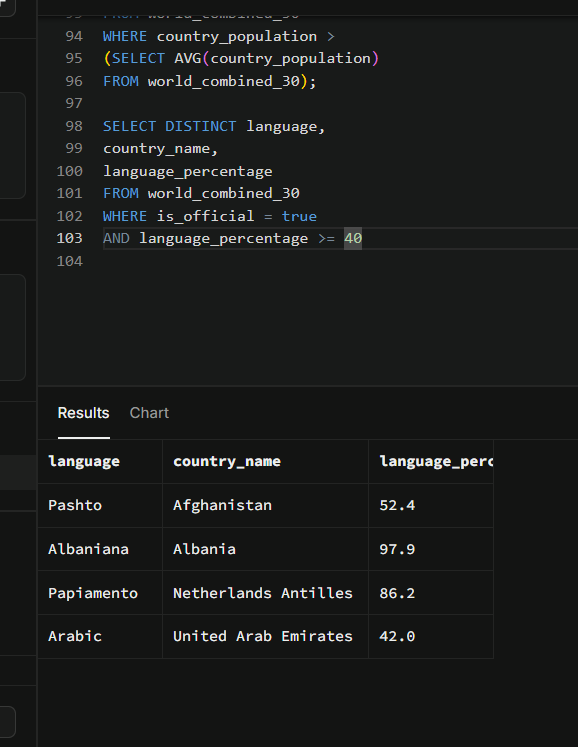 93 FROM world_combined_30
94 WHERE country_population >
95 (SELECT AVG(country_population)
96 FROM world_combined_30);
97
98 SELECT DISTINCT language,
99 country_name,
100 language_percentage
101 FROM world_combined_30
102 WHERE is_official = true
103 AND language_percentage >= 40
104
Results Chart
language country_name language_perc
Pashto Afghanistan 52.4
Albaniana Albania 97.9
Papiamento Netherlands Antilles 86.2
Arabic United Arab Emirates 42.0